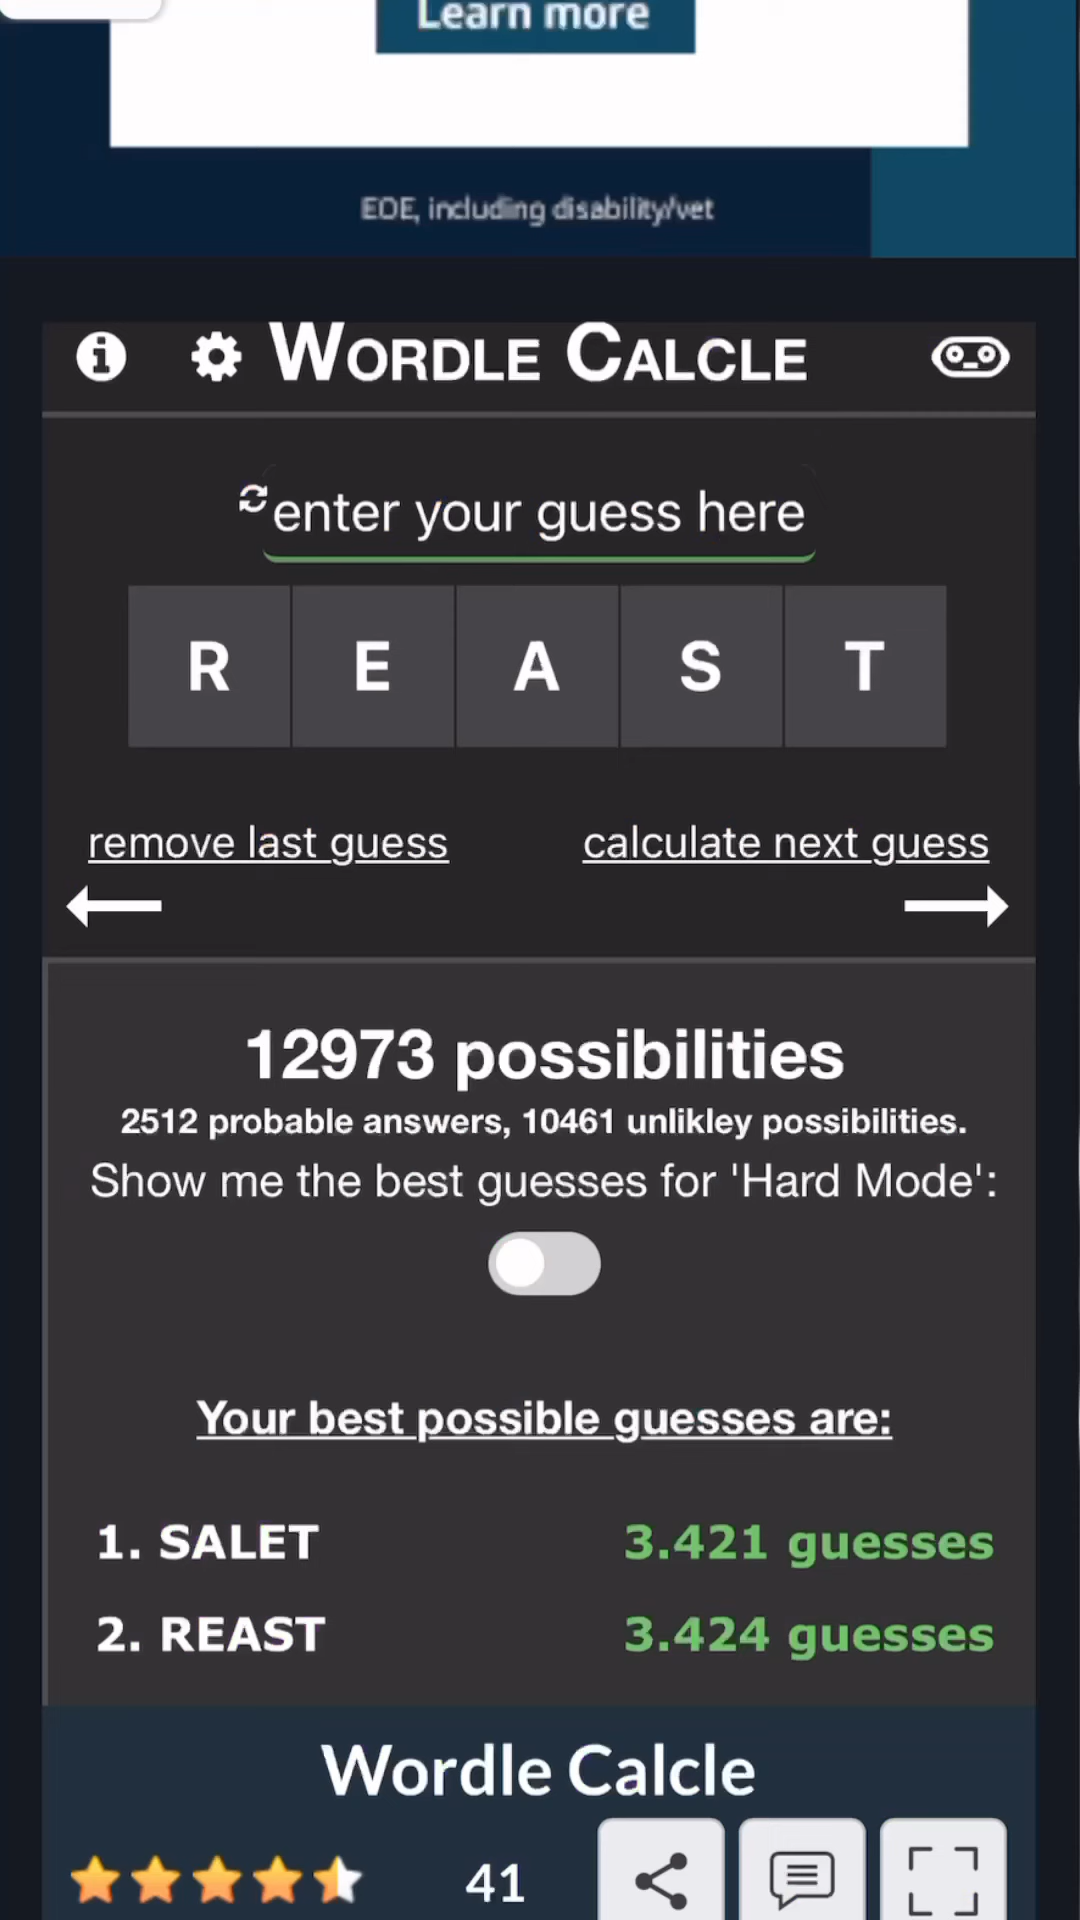 Learn more
EOE, including disability/vet
WORDLE CALCLE
enter your guess here
R E A S T
remove last guess
calculate next guess
12973 possibilities
2512 probable answers, 10461 unlikley possibilities.
Show me the best guesses for 'Hard Mode':
Your best possible guesses are:
1. SALET 3.421 guesses
2. REAST 3.424 guesses
Wordle Calcle
41